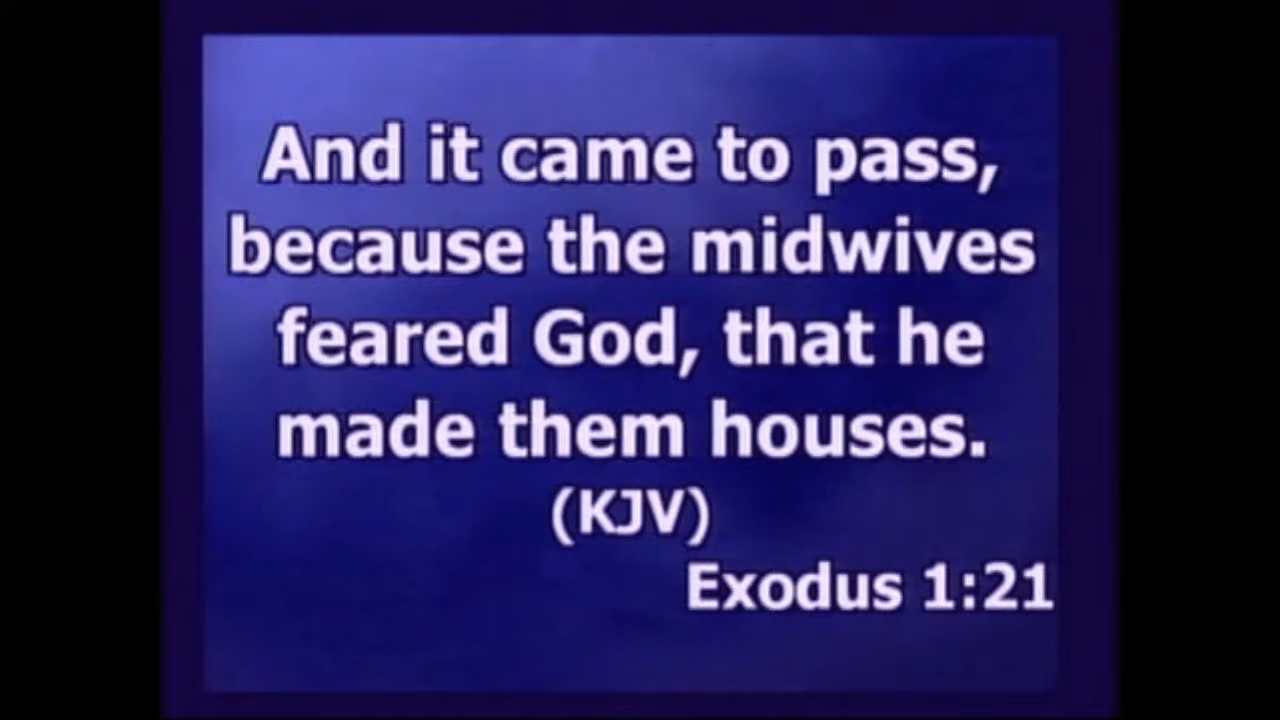 And it came to pass,
because the midwives
feared God, that he
made them houses.
(KJV)
Exodus 1:21